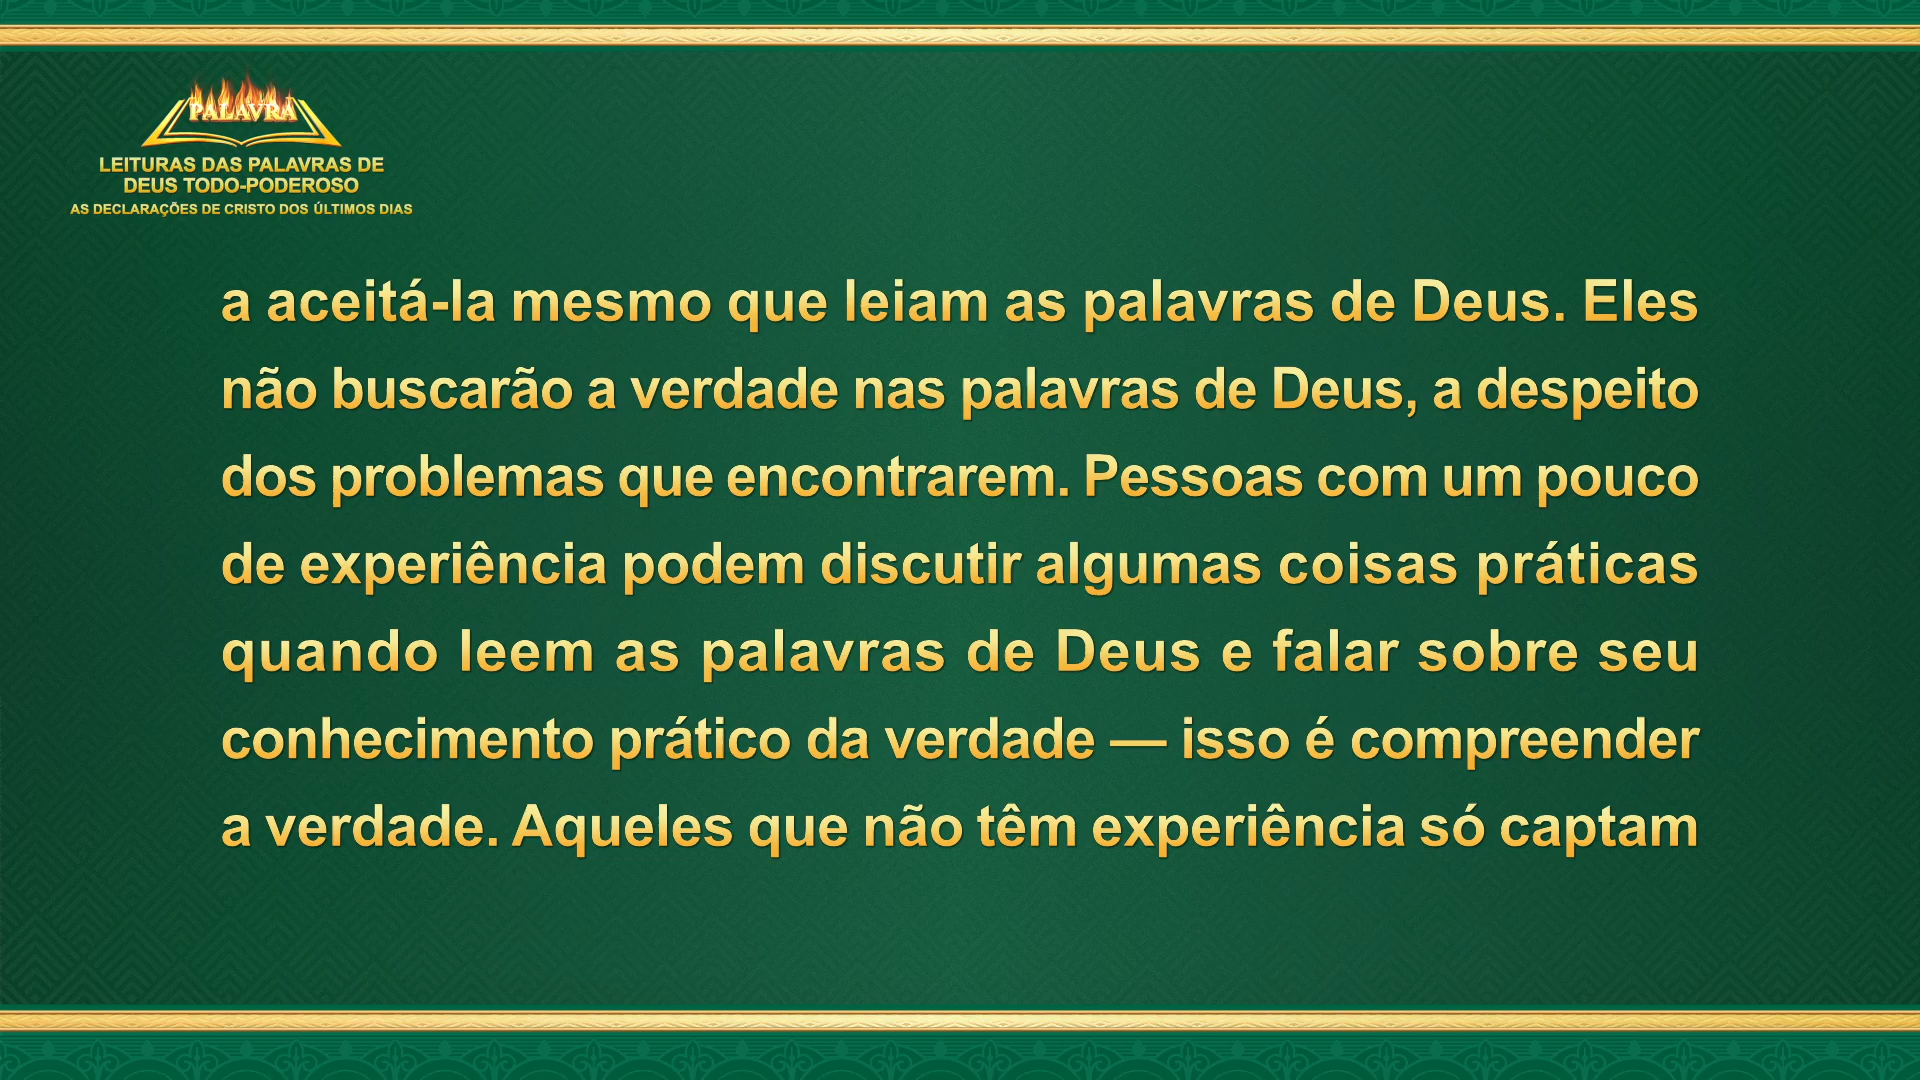 PALAVRA
LEITURAS DAS PALAVRAS DE
DEUS TODO-PODEROSO
AS DECLARAÇÕES DE CRISTO DOS ÚLTIMOS DIAS
a aceitá-la mesmo que leiam as palavras de Deus. Eles
não buscarão a verdade nas palavras de Deus, a despeito
dos problemas que encontrarem. Pessoas com um pouco
de experiência podem discutir algumas coisas práticas
quando leem as palavras de Deus e falar sobre seu
conhecimento prático da verdade — isso é compreender
a verdade. Aqueles que não têm experiência só captam